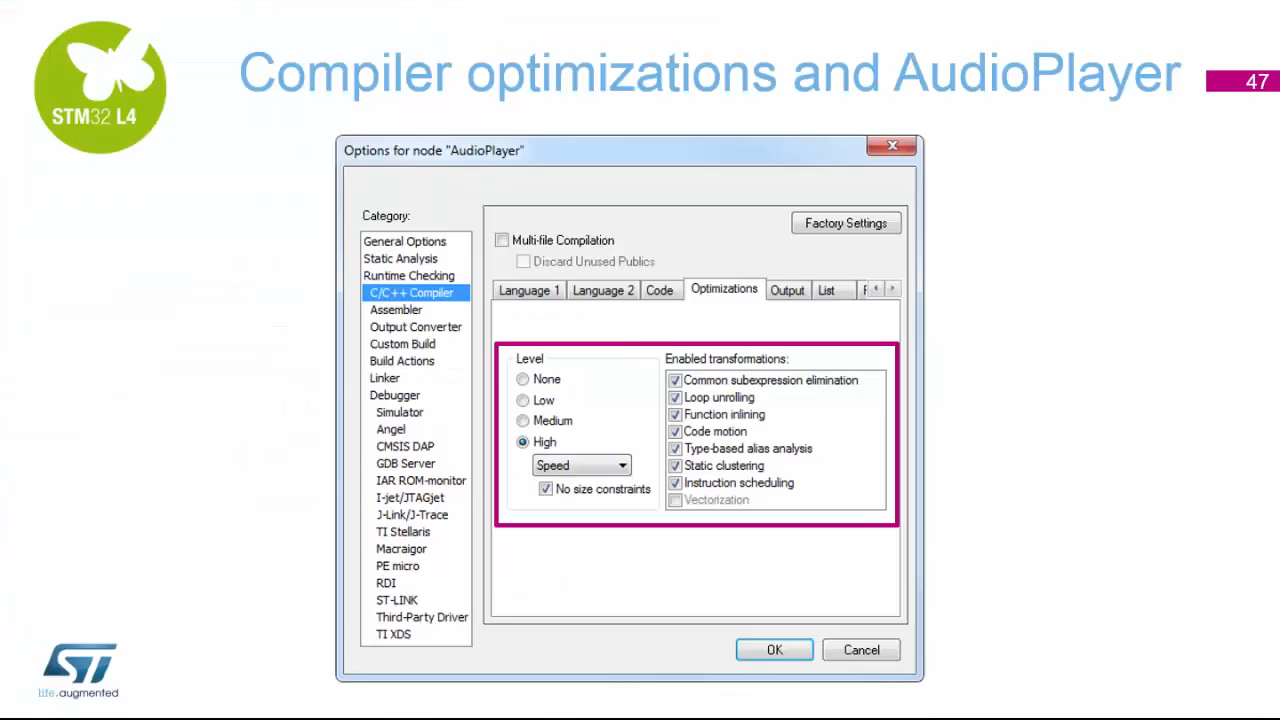 Compiler optimizations and AudioPlayer
47
STM32 L4
Options for node "AudioPlayer"
Category:
General Options
Static Analysis
Runtime Checking
C/C++ Compiler
Assembler
Output Converter
Custom Build
Build Actions
Linker
Debugger
Simulator
Angel
CMSIS DAP
GDB Server
IAR ROM-monitor
I-jet/JTAGjet
J-Link/J-Trace
TI Stellaris
Macraigor
PE micro
RDI
ST-LINK
Third-Party Driver
TI XDS
Factory Settings
Multi-file Compilation
Discard Unused Publics
Language 1 Language 2 Code Optimizations Output List
Level
None
Low
Medium
High
Speed
No size constraints
Enabled transformations:
Common subexpression elimination
Loop unrolling
Function inlining
Code motion
Type-based alias analysis
Static clustering
Instruction scheduling
Vectorization
OK Cancel
ST
life.augmented